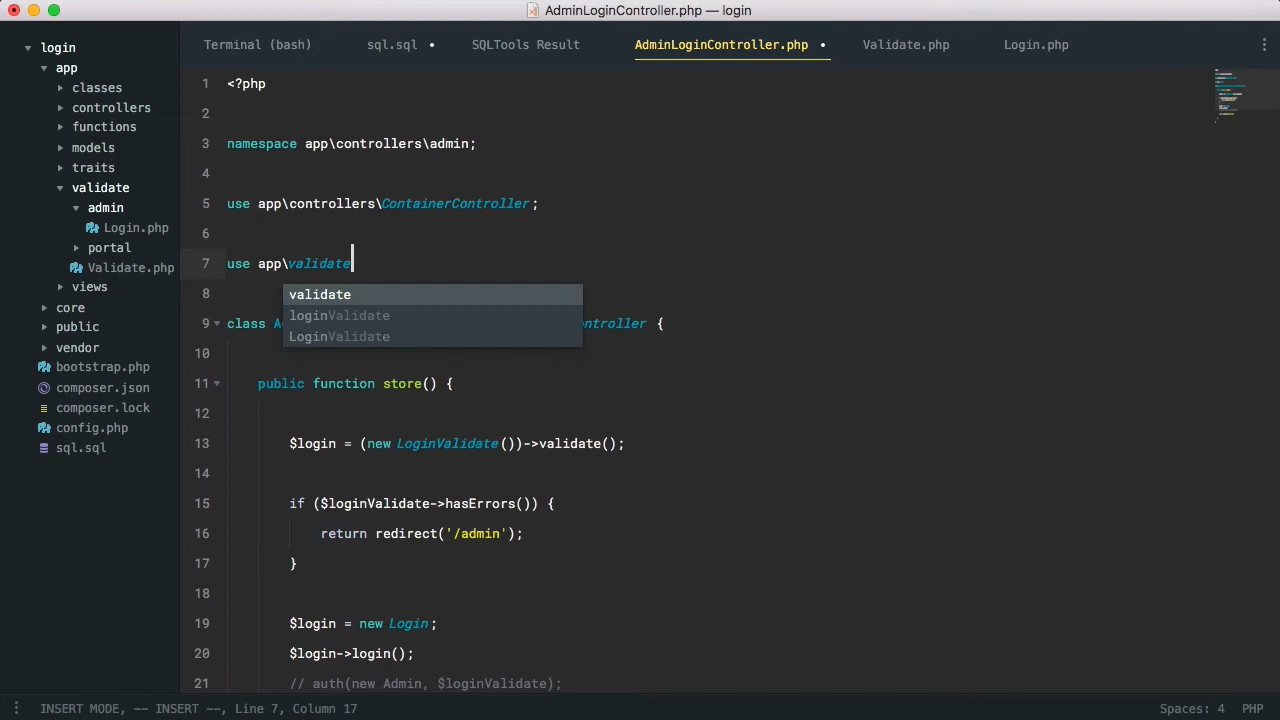 AdminLoginController.php — login
login
app
classes
controllers
functions
models
traits
validate
admin
Login.php
portal
Validate.php
views
core
public
vendor
bootstrap.php
composer.json
composer.lock
config.php
sql.sql
Terminal (bash) sql.sql • SQLTools Result AdminLoginController.php • Validate.php Login.php
1 <?php
2
3 namespace app\controllers\admin;
4
5 use app\controllers\ContainerController;
6
7 use app\validate
validate
loginValidate
LoginValidate
8
9 class A ontroller {
10
11 public function store() {
12
13 $login = (new LoginValidate())->validate();
14
15 if ($loginValidate->hasErrors()) {
16 return redirect('/admin');
17 }
18
19 $login = new Login;
20 $login->login();
21 // auth(new Admin, $loginValidate);
INSERT MODE, -- INSERT --, Line 7, Column 17 Spaces: 4 PHP